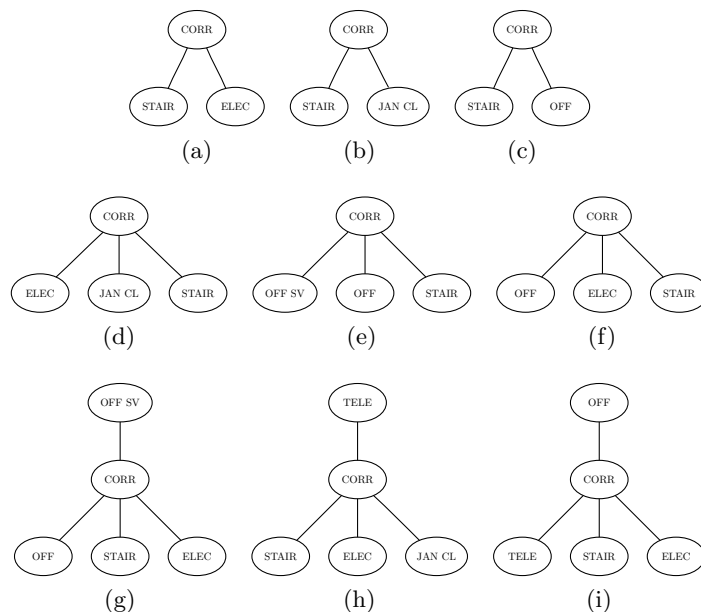 CORR CORR CORR
STAIR ELEC STAIR JAN CL STAIR OFF
(a) (b) (c)
CORR CORR CORR
ELEC JAN CL STAIR OFF SV OFF STAIR OFF ELEC STAIR
(d) (e) (f)
OFF SV TELE OFF
CORR CORR CORR
OFF STAIR ELEC STAIR ELEC JAN CL TELE STAIR ELEC
(g) (h) (i)